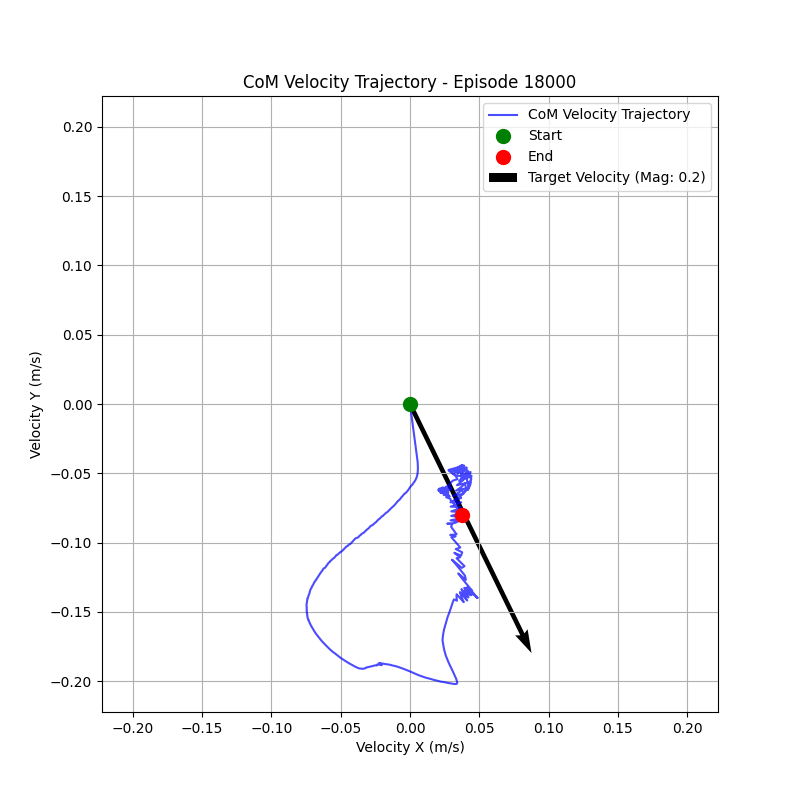 CoM Velocity Trajectory - Episode 18000
CoM Velocity Trajectory
Start
End
Target Velocity (Mag: 0.2)
Velocity Y (m/s)
0.20
0.15
0.10
0.05
0.00
−0.05
−0.10
−0.15
−0.20
−0.20
−0.15
−0.10
−0.05
0.00
0.05
0.10
0.15
0.20
Velocity X (m/s)